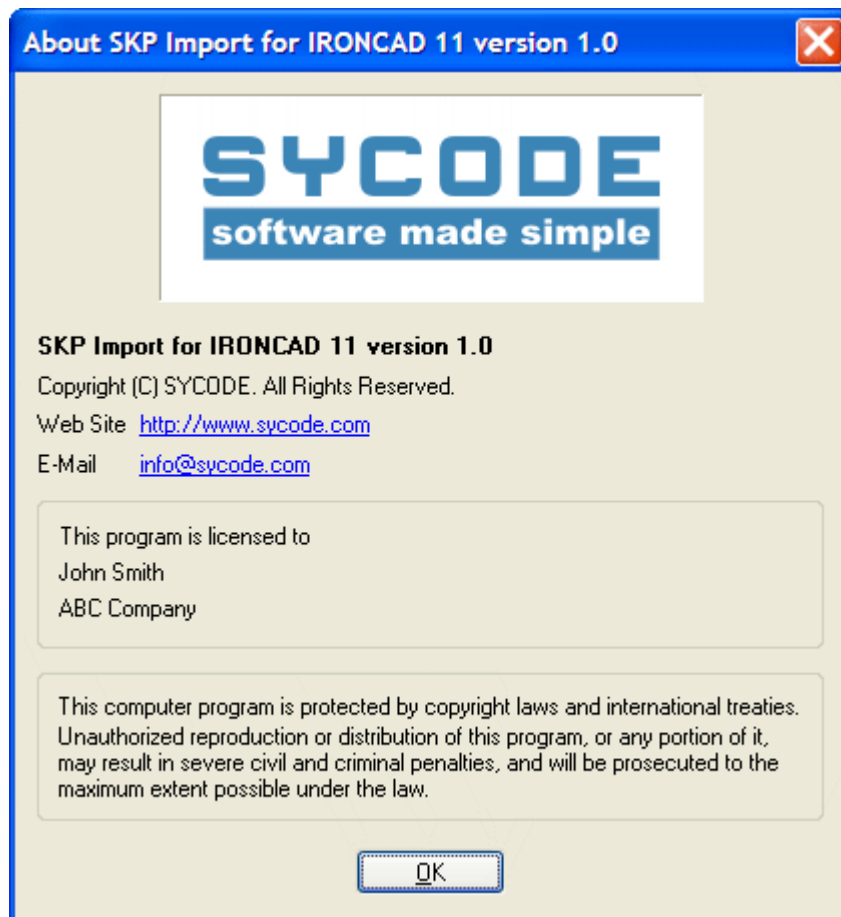 About SKP Import for IRONCAD 11 version 1.0
SYCODE
software made simple
SKP Import for IRONCAD 11 version 1.0
Copyright (C) SYCODE. All Rights Reserved.
Web Site http://www.sycode.com
E-Mail info@sycode.com
This program is licensed to
John Smith
ABC Company
This computer program is protected by copyright laws and international treaties.
Unauthorized reproduction or distribution of this program, or any portion of it,
may result in severe civil and criminal penalties, and will be prosecuted to the
maximum extent possible under the law.
OK